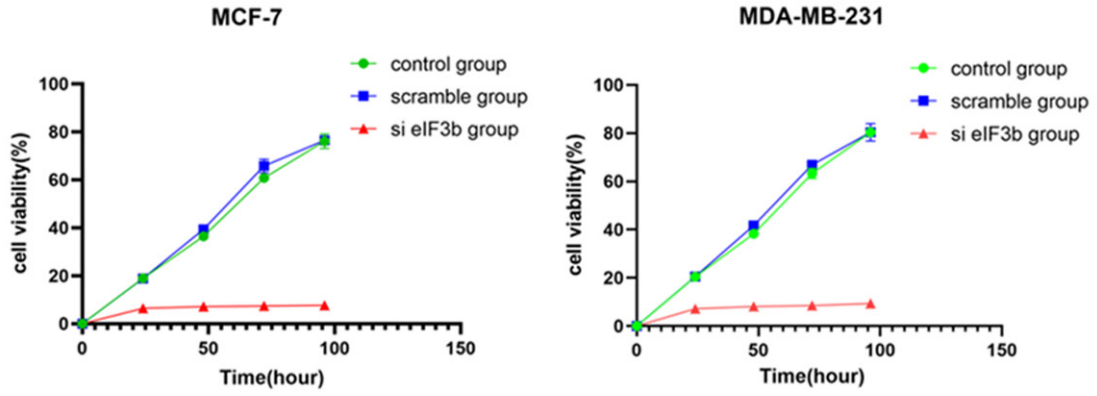 MCF-7
control group
scramble group
si eIF3b group
100
80
60
40
20
0
cell viability(%)
0
50
100
150
Time(hour)
MDA-MB-231
control group
scramble group
si eIF3b group
100
80
60
40
20
0
cell viability(%)
0
50
100
150
Time(hour)